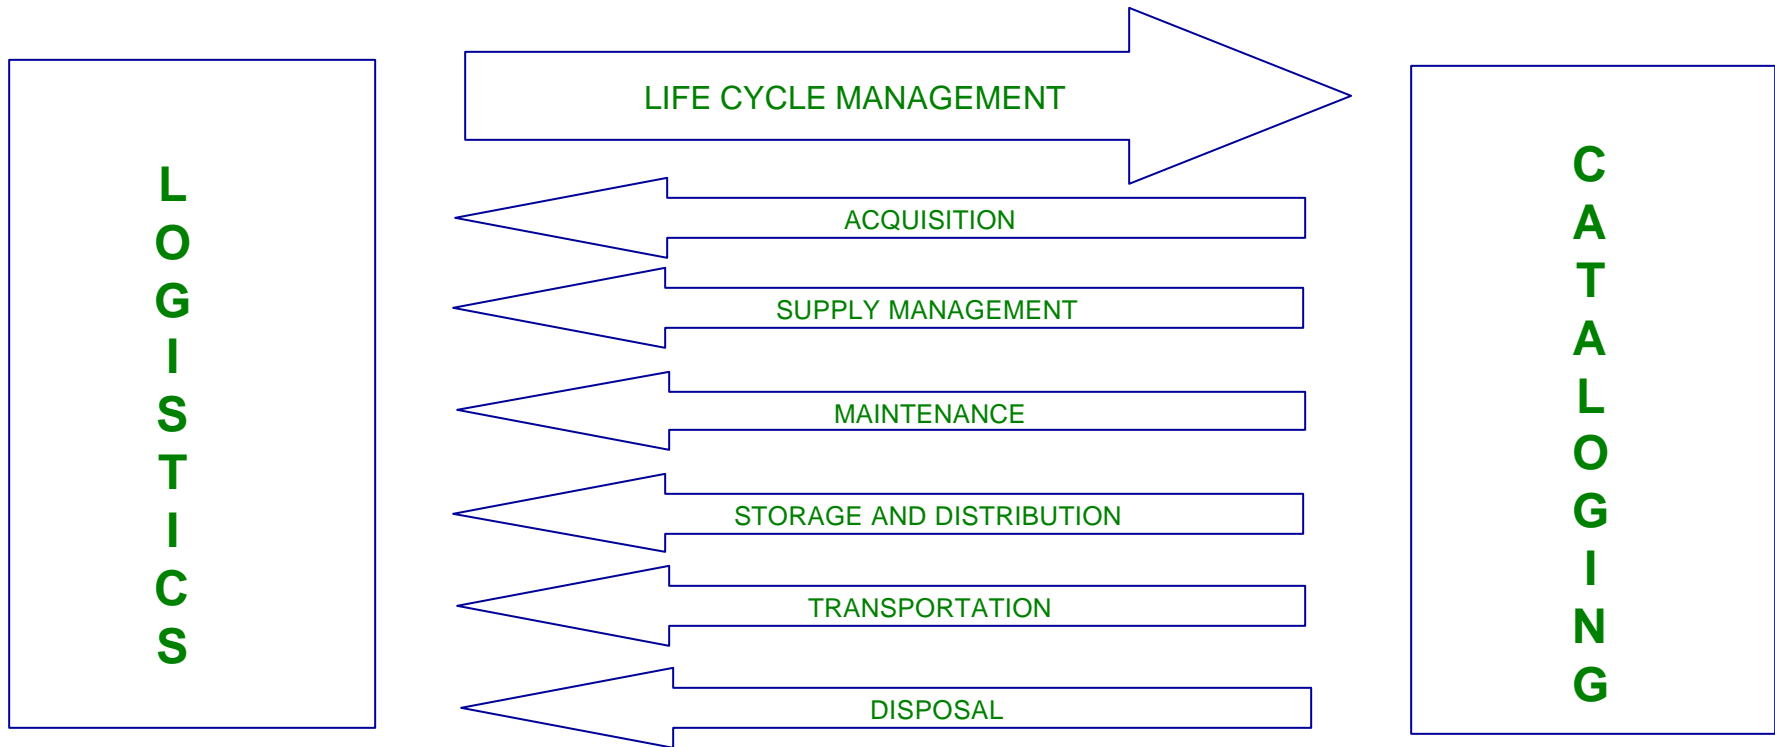 LOGISTICS
LIFE CYCLE MANAGEMENT
ACQUISITION
SUPPLY MANAGEMENT
MAINTENANCE
STORAGE AND DISTRIBUTION
TRANSPORTATION
DISPOSAL
CATALOGING